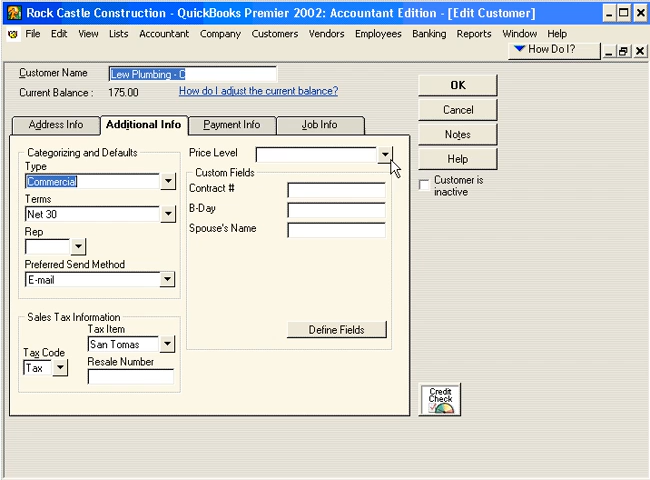 Rock Castle Construction - QuickBooks Premier 2002: Accountant Edition - [Edit Customer]
File Edit View Lists Accountant Company Customers Vendors Employees Banking Reports Window Help
How Do I?
Customer Name Lew Plumbing - C
Current Balance : 175.00 How do I adjust the current balance?
OK
Cancel
Notes
Help
Customer is
inactive
Address Info Additional Info Payment Info Job Info
Categorizing and Defaults
Type
Commercial
Terms
Net 30
Rep
Preferred Send Method
E-mail
Sales Tax Information
Tax Item
San Tomas
Tax Code
Tax
Resale Number
Price Level
Custom Fields
Contract #
B-Day
Spouse's Name
Define Fields
Credit
Check